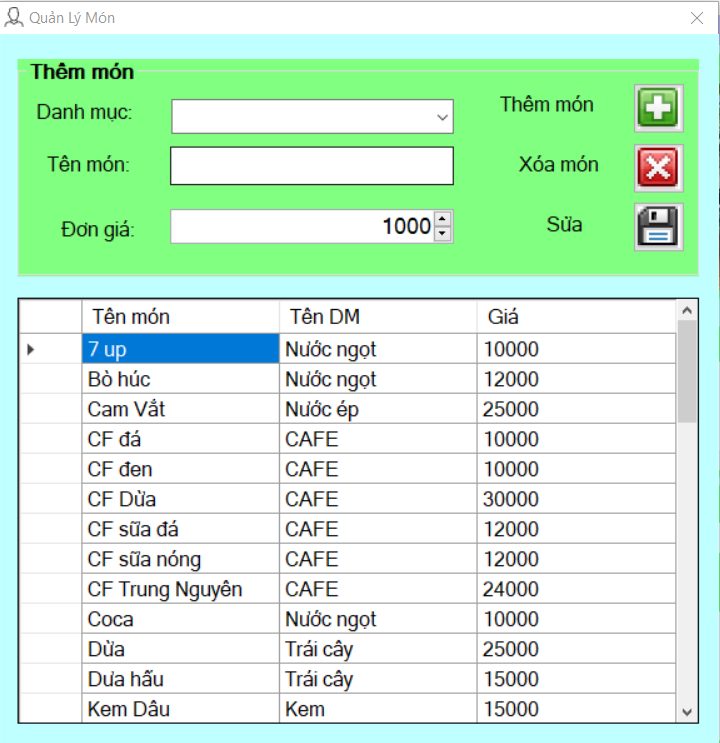 Quản Lý Món
Thêm món
Danh mục:
Thêm món
Tên món:
Xóa món
Đơn giá: 1000
Sữa
Tên món Tên DM Giá
7 up Nước ngọt 10000
Bò húc Nước ngọt 12000
Cam Vắt Nước ép 25000
CF đá CAFE 10000
CF đen CAFE 10000
CF Dừa CAFE 30000
CF sữa đá CAFE 12000
CF sữa nóng CAFE 12000
CF Trung Nguyên CAFE 24000
Coca Nước ngọt 10000
Dừa Trái cây 25000
Dưa hấu Trái cây 15000
Kem Dâu Kem 15000